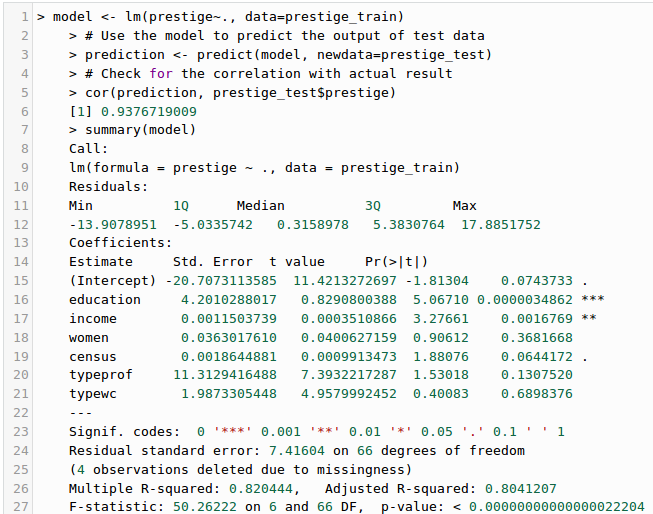 1 > model <- lm(prestige~., data=prestige_train)
2 > # Use the model to predict the output of test data
3 > prediction <- predict(model, newdata=prestige_test)
4 > # Check for the correlation with actual result
5 > cor(prediction, prestige_test$prestige)
6 [1] 0.9376719009
7 > summary(model)
8 Call:
9 lm(formula = prestige ~ ., data = prestige_train)
10 Residuals:
11 Min 1Q Median 3Q Max
12 -13.9078951 -5.0335742 0.3158978 5.3830764 17.8851752
13 Coefficients:
14 Estimate Std. Error t value Pr(>|t|)
15 (Intercept) -20.7073113585 11.4213272697 -1.81304 0.0743733 .
16 education 4.2010288017 0.8290800388 5.06710 0.0000034862 ***
17 income 0.0011503739 0.0003510866 3.27661 0.0016769 **
18 women 0.0363017610 0.0400627159 0.90612 0.3681668
19 census 0.0018644881 0.0009913473 1.88076 0.0644172 .
20 typeprof 11.3129416488 7.3932217287 1.53018 0.1307520
21 typewc 1.9873305448 4.9579992452 0.40083 0.6898376
22 ---
23 Signif. codes: 0 '***' 0.001 '**' 0.01 '*' 0.05 '.' 0.1 ' ' 1
24 Residual standard error: 7.41604 on 66 degrees of freedom
25 (4 observations deleted due to missingness)
26 Multiple R-squared: 0.820444, Adjusted R-squared: 0.8041207
27 F-statistic: 50.26222 on 6 and 66 DF, p-value: < 0.00000000000000022204